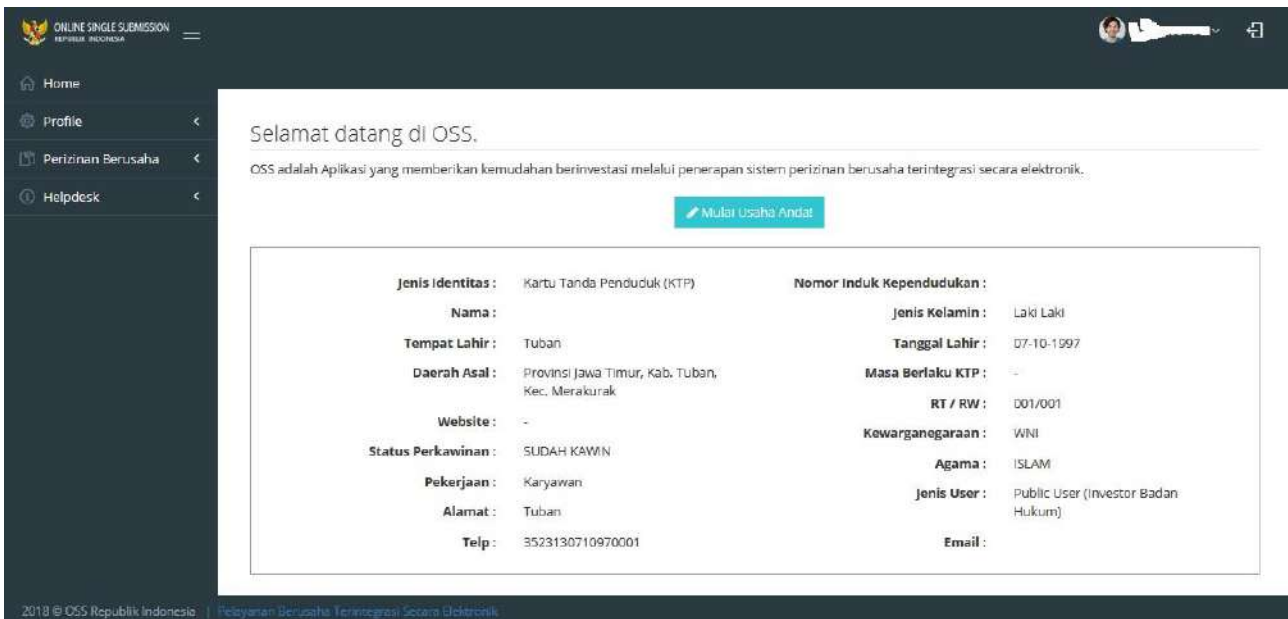 ONLINE SINGLE SUBMISSION
REPUBLIK INDONESIA
Home
Profile
Perizinan Berusaha
Helpdesk
Selamat datang di OSS.
OSS adalah Aplikasi yang memberikan kemudahan berinvestasi melalui penerapan sistem perizinan berusaha terintegrasi secara elektronik.
Mulai Usaha Anda!
Jenis Identitas : Kartu Tanda Penduduk (KTP)
Nama :
Tempat Lahir : Tuban
Daerah Asal : Provinsi Jawa Timur, Kab. Tuban,
Kec. Merakurak
Website : -
Status Perkawinan : SUDAH KAWIN
Pekerjaan : Karyawan
Alamat : Tuban
Telp : 3523130710970001
Nomor Induk Kependudukan :
Jenis Kelamin : Laki Laki
Tanggal Lahir : 07-10-1997
Masa Berlaku KTP : -
RT / RW : 001/001
Kewarganegaraan : WNI
Agama : ISLAM
Jenis User : Public User (Investor Badan
Hukum)
Email :
2018 © OSS Republik Indonesia | Pelayanan Berusaha Terintegrasi Secara Elektronik